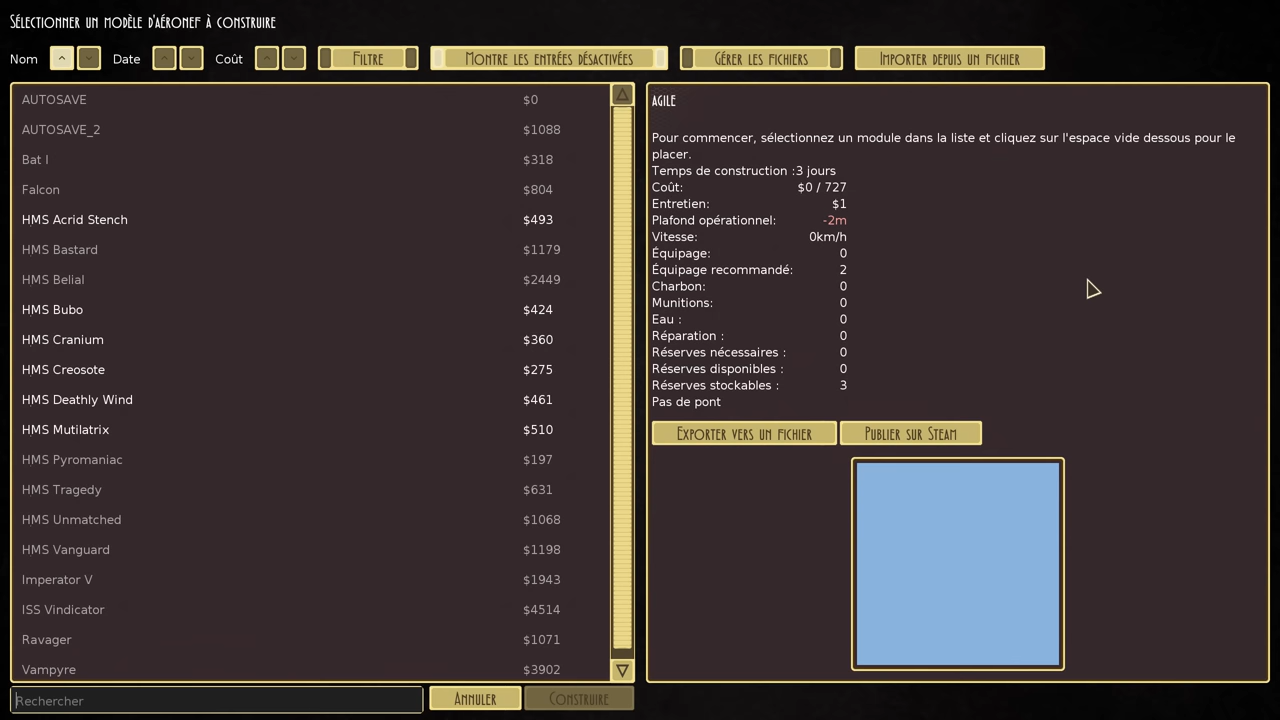 Sélectionner un modèle d'aéronef à construire
Nom Date Coût Filtre Montre les entrées désactivées Gérer les fichiers Importer depuis un fichier
AUTOSAVE $0
AUTOSAVE_2 $1088
Bat I $318
Falcon $804
HMS Acrid Stench $493
HMS Bastard $1179
HMS Belial $2449
HMS Bubo $424
HMS Cranium $360
HMS Creosote $275
HMS Deathly Wind $461
HMS Mutilatrix $510
HMS Pyromaniac $197
HMS Tragedy $631
HMS Unmatched $1068
HMS Vanguard $1198
Imperator V $1943
ISS Vindicator $4514
Ravager $1071
Vampyre $3902
Rechercher
Annuler Construire
Agile
Pour commencer, sélectionnez un module dans la liste et cliquez sur l'espace vide dessous pour le
placer.
Temps de construction :3 jours
Coût: $0 / 727
Entretien: $1
Plafond opérationnel: -2m
Vitesse: 0km/h
Équipage: 0
Équipage recommandé: 2
Charbon: 0
Munitions: 0
Eau : 0
Réparation : 0
Réserves nécessaires : 0
Réserves disponibles : 0
Réserves stockables : 3
Pas de pont
Exporter vers un fichier Publier sur Steam